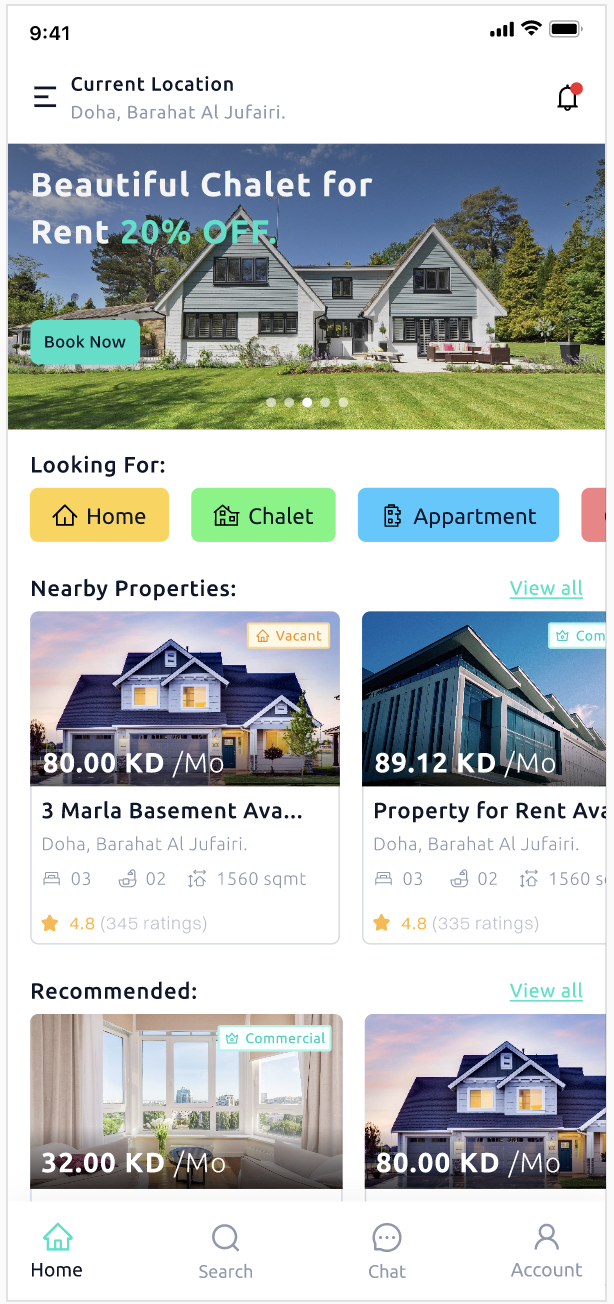 9:41
Current Location
Doha, Barahat Al Jufairi.
Beautiful Chalet for
Rent 20% OFF.
Book Now
Looking For:
Home
Chalet
Appartment
Nearby Properties:
View all
Vacant
80.00 KD /Mo
3 Marla Basement Ava...
Doha, Barahat Al Jufairi.
03
02
1560 sqmt
4.8 (345 ratings)
Com
89.12 KD /Mo
Property for Rent Ava
Doha, Barahat Al Jufairi.
03
02
1560 s
4.8 (335 ratings)
Recommended:
View all
Commercial
32.00 KD /Mo
80.00 KD /Mo
Home
Search
Chat
Account